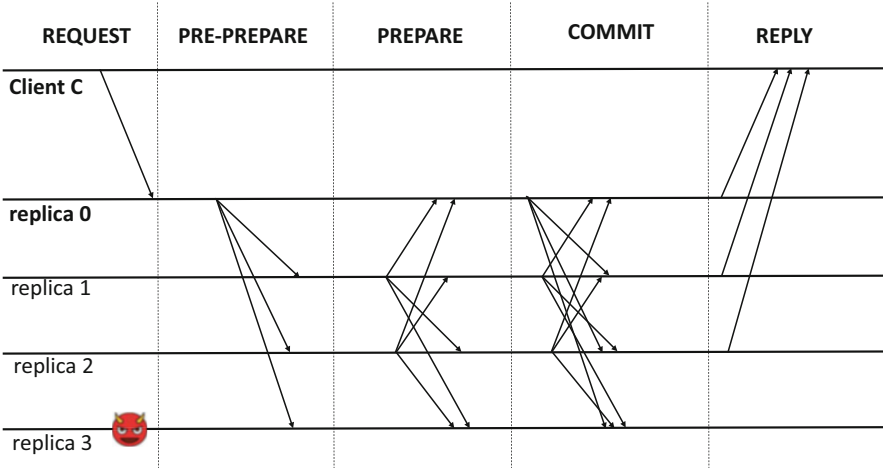 REQUEST PRE-PREPARE PREPARE COMMIT REPLY
Client C
replica 0
replica 1
replica 2
replica 3